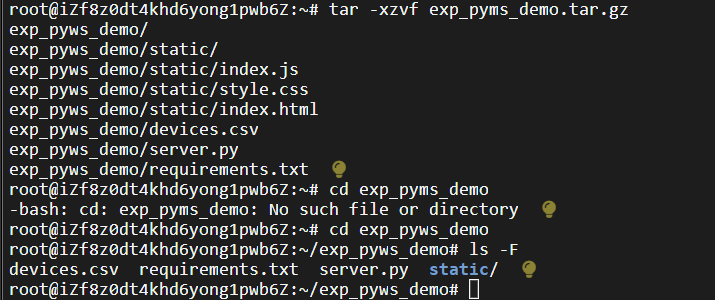 root@iZf8z0dt4khd6yong1pwb6Z:~# tar -xzvf exp_pyms_demo.tar.gz
exp_pyws_demo/
exp_pyws_demo/static/
exp_pyws_demo/static/index.js
exp_pyws_demo/static/style.css
exp_pyws_demo/static/index.html
exp_pyws_demo/devices.csv
exp_pyws_demo/server.py
exp_pyws_demo/requirements.txt
root@iZf8z0dt4khd6yong1pwb6Z:~# cd exp_pyms_demo
-bash: cd: exp_pyms_demo: No such file or directory
root@iZf8z0dt4khd6yong1pwb6Z:~# cd exp_pyws_demo
root@iZf8z0dt4khd6yong1pwb6Z:~/exp_pyws_demo# ls -F
devices.csv  requirements.txt  server.py  static/
root@iZf8z0dt4khd6yong1pwb6Z:~/exp_pyws_demo#